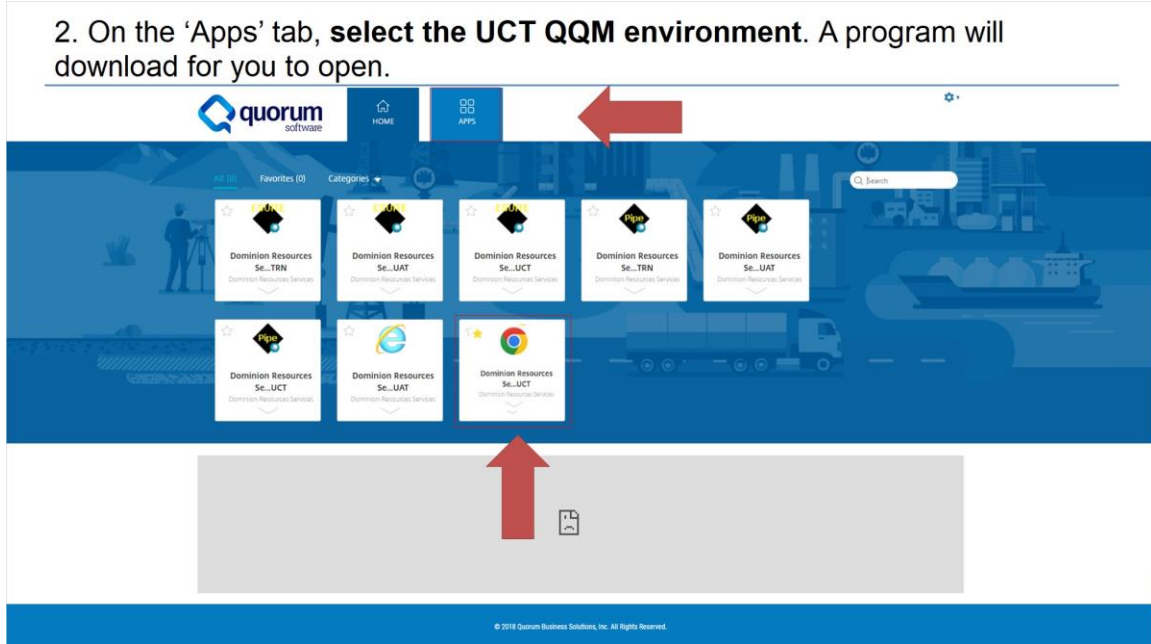 2. On the ‘Apps’ tab, select the UCT QQM environment. A program will
download for you to open.
quorum
software
HOME
APPS
All (8)
Favorites (0)
Categories
Search
ESUITE
Dominion Resources
Se...TRN
Dominion Resources Services
ESUITE
Dominion Resources
Se...UAT
Dominion Resources Services
ESUITE
Dominion Resources
Se...UCT
Dominion Resources Services
Pipe
Dominion Resources
Se...TRN
Dominion Resources Services
Pipe
Dominion Resources
Se...UAT
Dominion Resources Services
Pipe
Dominion Resources
Se...UCT
Dominion Resources Services
Dominion Resources
Se...UAT
Dominion Resources Services
Dominion Resources
Se...UCT
Dominion Resources Services
© 2018 Quorum Business Solutions, Inc. All Rights Reserved.